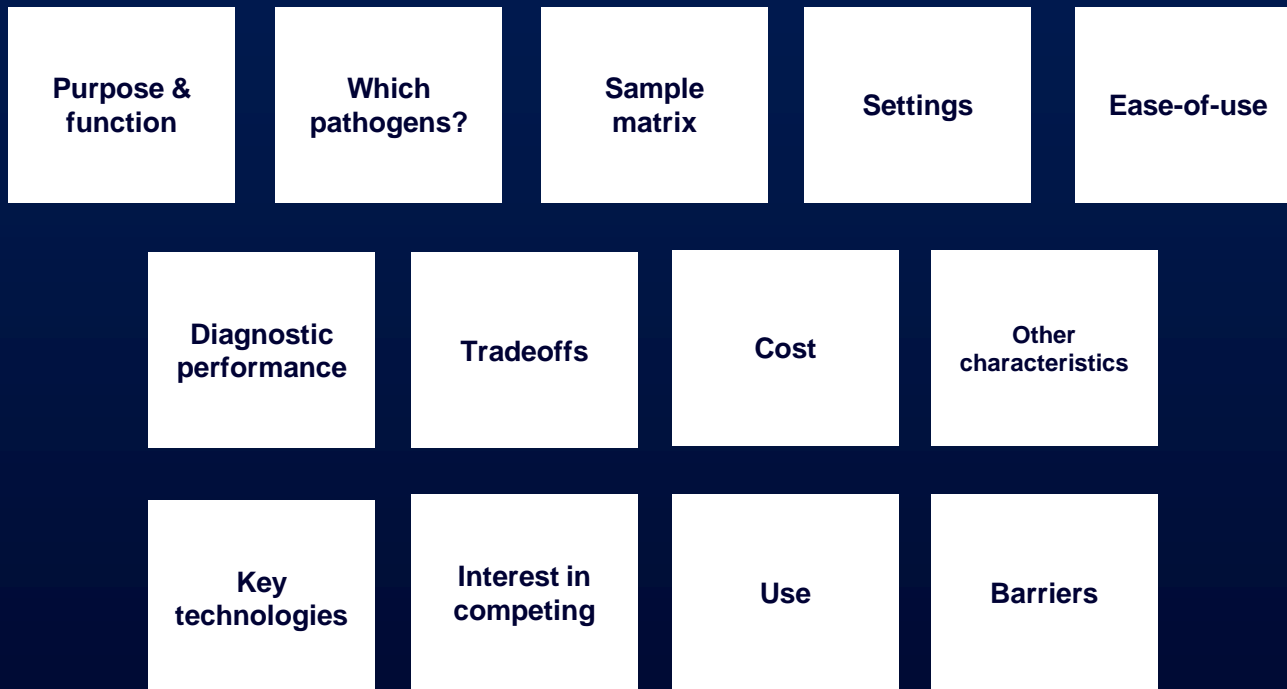 Purpose &
function
Which
pathogens?
Sample
matrix
Settings
Ease-of-use
Diagnostic
performance
Tradeoffs
Cost
Other
characteristics
Key
technologies
Interest in
competing
Use
Barriers